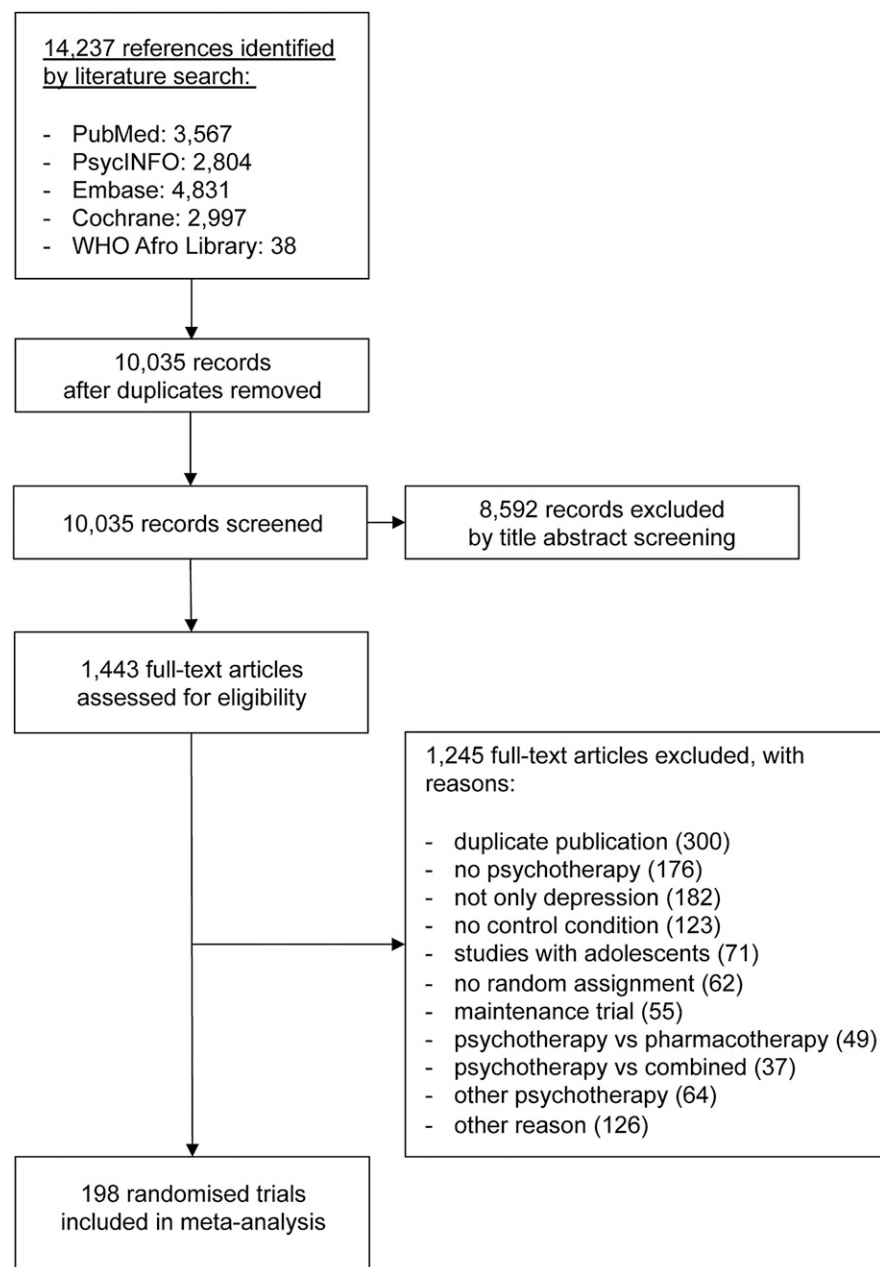 14,237 references identified
by literature search:
- PubMed: 3,567
- PsycINFO: 2,804
- Embase: 4,831
- Cochrane: 2,997
- WHO Afro Library: 38
10,035 records
after duplicates removed
10,035 records screened
8,592 records excluded
by title abstract screening
1,443 full-text articles
assessed for eligibility
1,245 full-text articles excluded, with
reasons:
- duplicate publication (300)
- no psychotherapy (176)
- not only depression (182)
- no control condition (123)
- studies with adolescents (71)
- no random assignment (62)
- maintenance trial (55)
- psychotherapy vs pharmacotherapy (49)
- psychotherapy vs combined (37)
- other psychotherapy (64)
- other reason (126)
198 randomised trials
included in meta-analysis